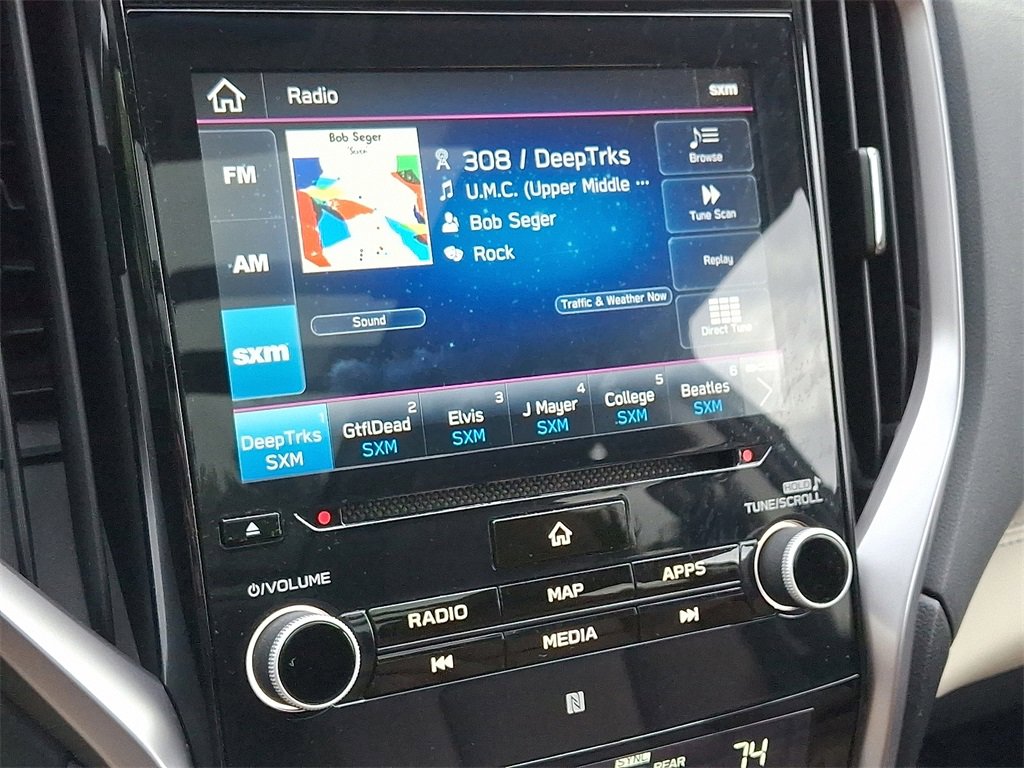 Radio
sxm
FM
AM
sxm
Bob Seger
308 / DeepTrks
U.M.C. (Upper Middle ...
Bob Seger
Rock
Browse
Tune Scan
Replay
Direct Tune
Sound
Traffic & Weather Now
1
DeepTrks
SXM
2
GtflDead
SXM
3
Elvis
SXM
4
J Mayer
SXM
5
College
SXM
6
Beatles
SXM
HOLD
TUNE/SCROLL
/VOLUME
RADIO
MAP
APPS
MEDIA
N
SYNC
REAR
74